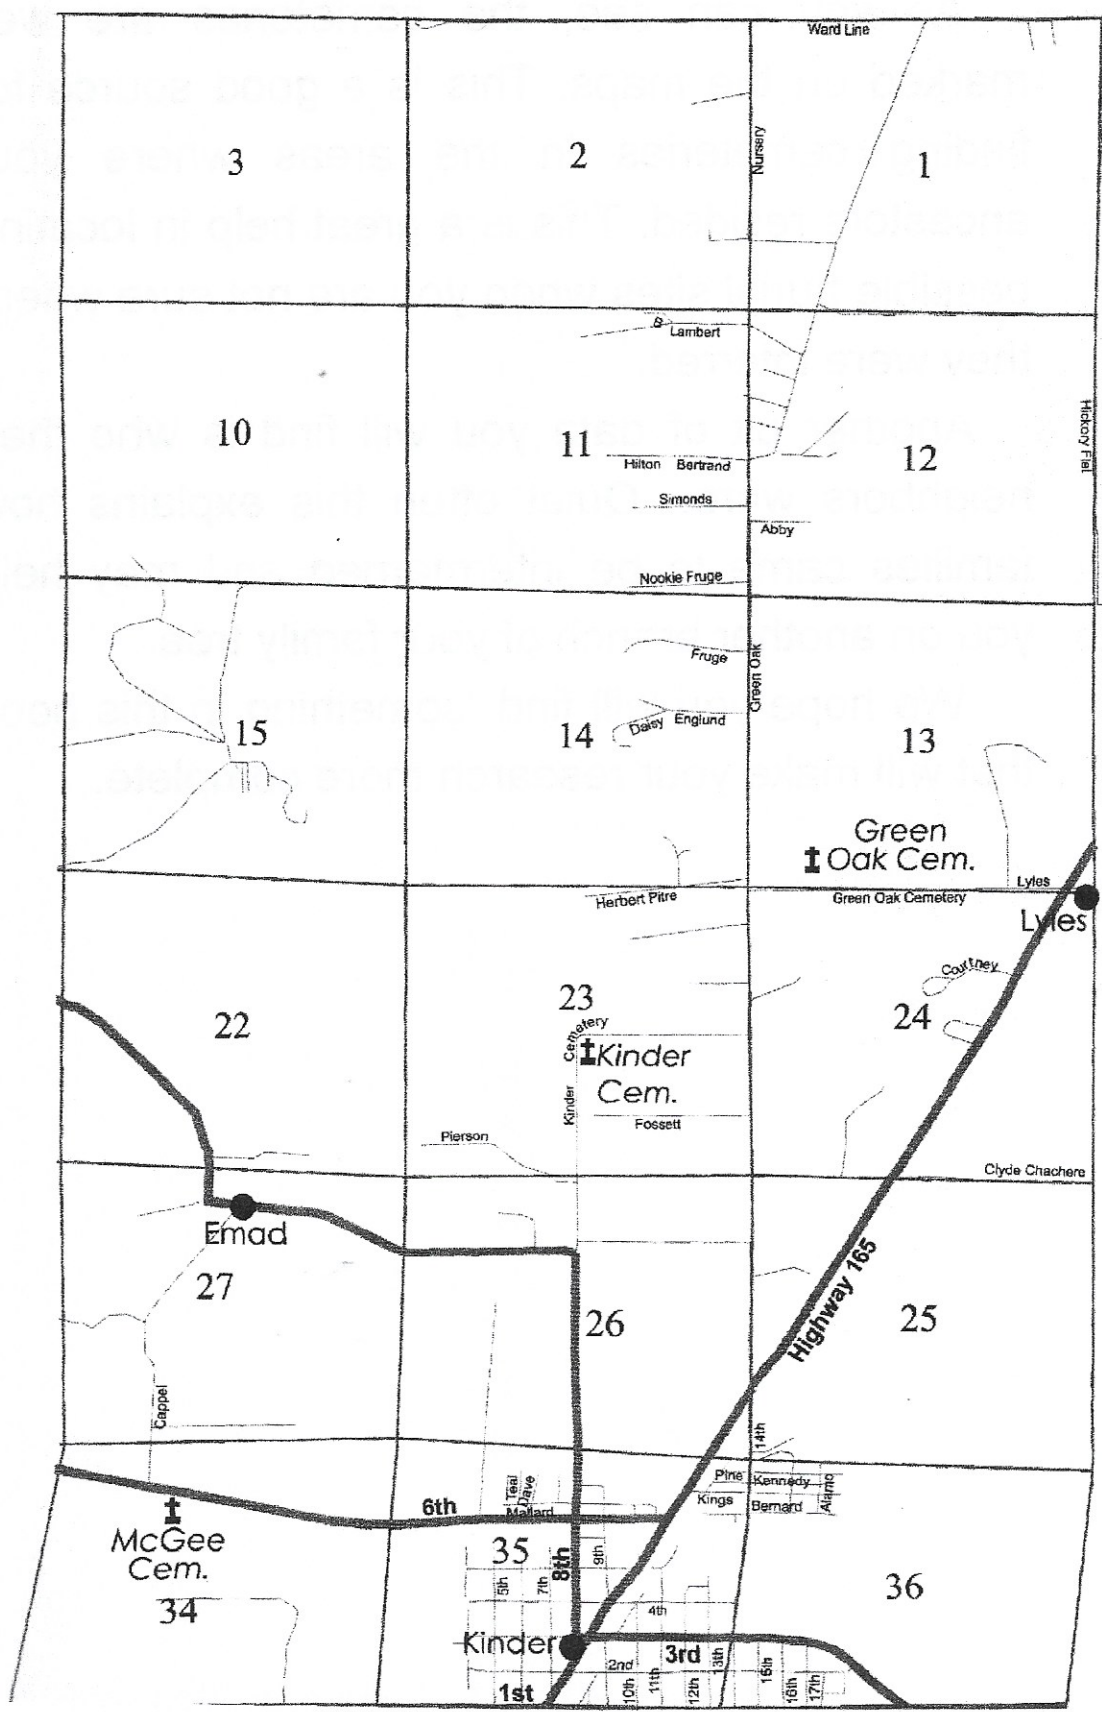 Ward Line
3
2
Nursery
1
B
Lambert
10
11
Hilton
Bertrand
12
Hickory Flat
Simonds
Abby
Nookie Fruge
Fruge
Green Oak
Daisy
Englund
15
14
13
Green
Oak Cem.
Lyles
Herbert Pitre
Green Oak Cemetery
Lyles
Courtney
22
23
24
Cemetery
Kinder
Cem.
Kinder
Fossett
Pierson
Clyde Chachere
Emad
27
26
Highway 165
25
Cappel
14th
Teal
Dave
Pine
Kennedy
Alamo
Mallard
Kings
Bernard
6th
McGee
Cem.
35
8th
9th
34
5th
7th
36
4th
Kinder
3rd
2nd
13th
15th
1st
10th
11th
12th
16th
17th